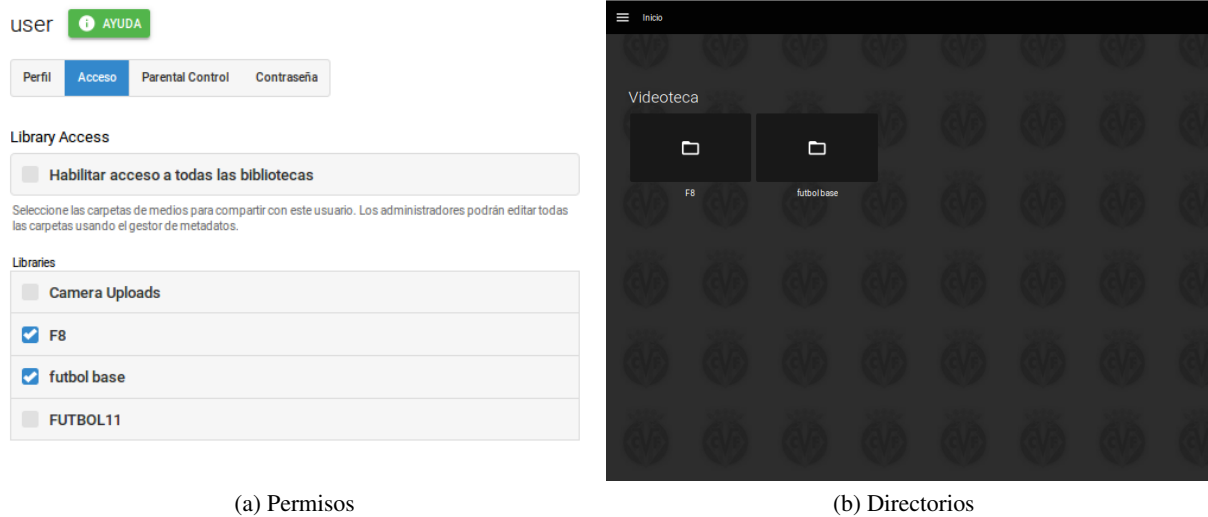 user
AYUDA
Perfil Acceso Parental Control Contraseña
Library Access
Habilitar acceso a todas las bibliotecas
Seleccione las carpetas de medios para compartir con este usuario. Los administradores podrán editar todas
las carpetas usando el gestor de metadatos.
Libraries
Camera Uploads
F8
futbol base
FUTBOL11
(a) Permisos
Inicio
Videoteca
F8 futbol base
(b) Directorios